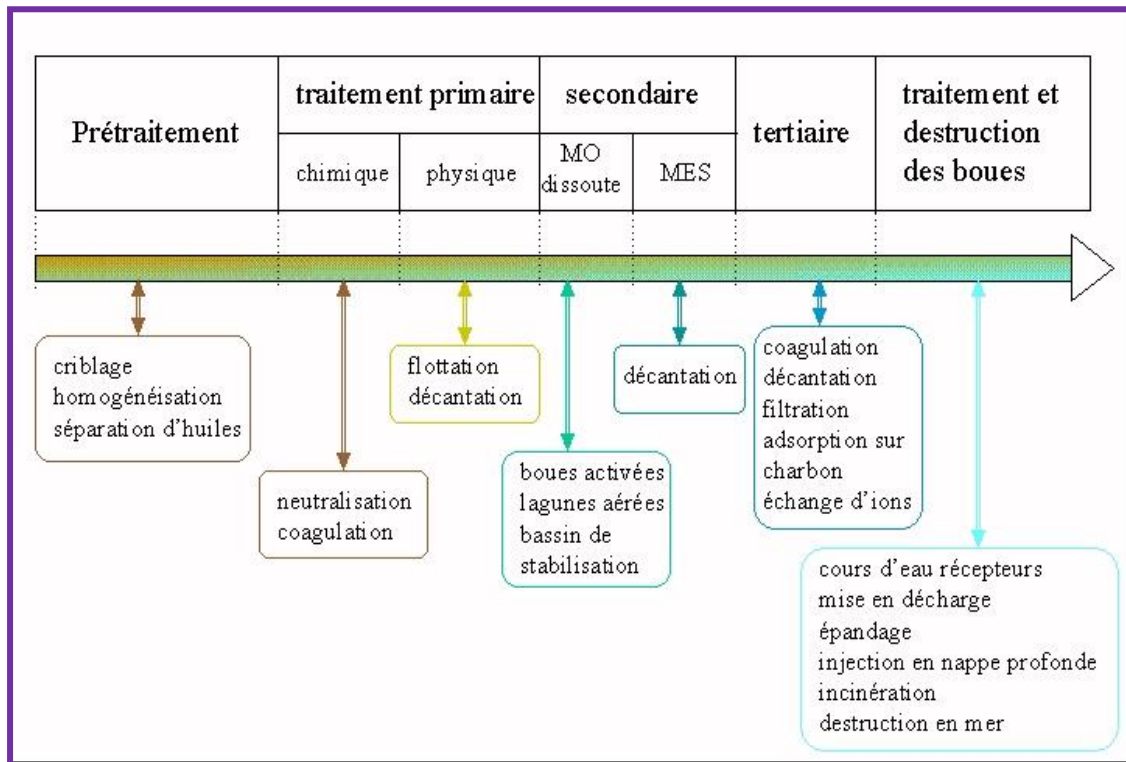 Prétraitement
traitement primaire
chimique
physique
secondaire
MO
dissoute
MES
tertiaire
traitement et
destruction
des boues
criblage
homogénéisation
séparation d'huiles
neutralisation
coagulation
flottation
décantation
boues activées
lagunes aérées
bassin de
stabilisation
décantation
coagulation
décantation
filtration
adsorption sur
charbon
échange d'ions
cours d'eau récepteurs
mise en décharge
épandage
injection en nappe profonde
incinération
destruction en mer